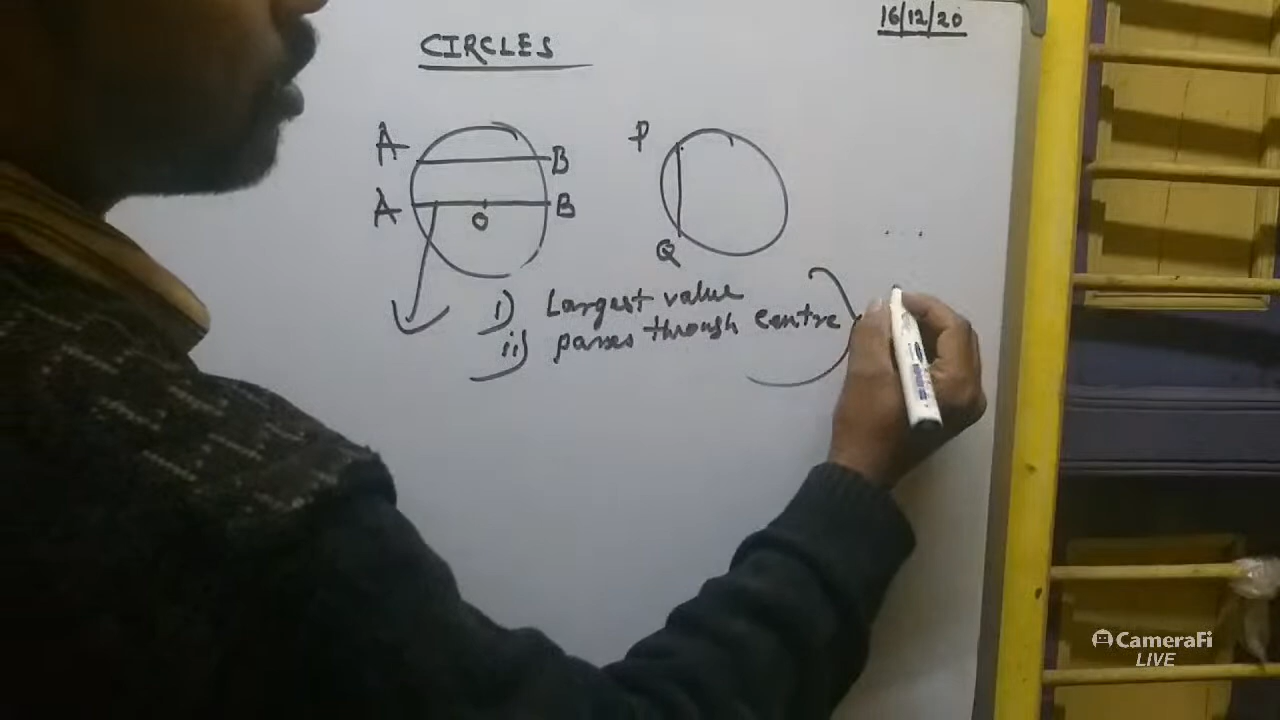 16/12/20
CIRCLES
A
B
A
B
O
P
Q
i) Largest value
ii) passes through centre
CameraFi
LIVE